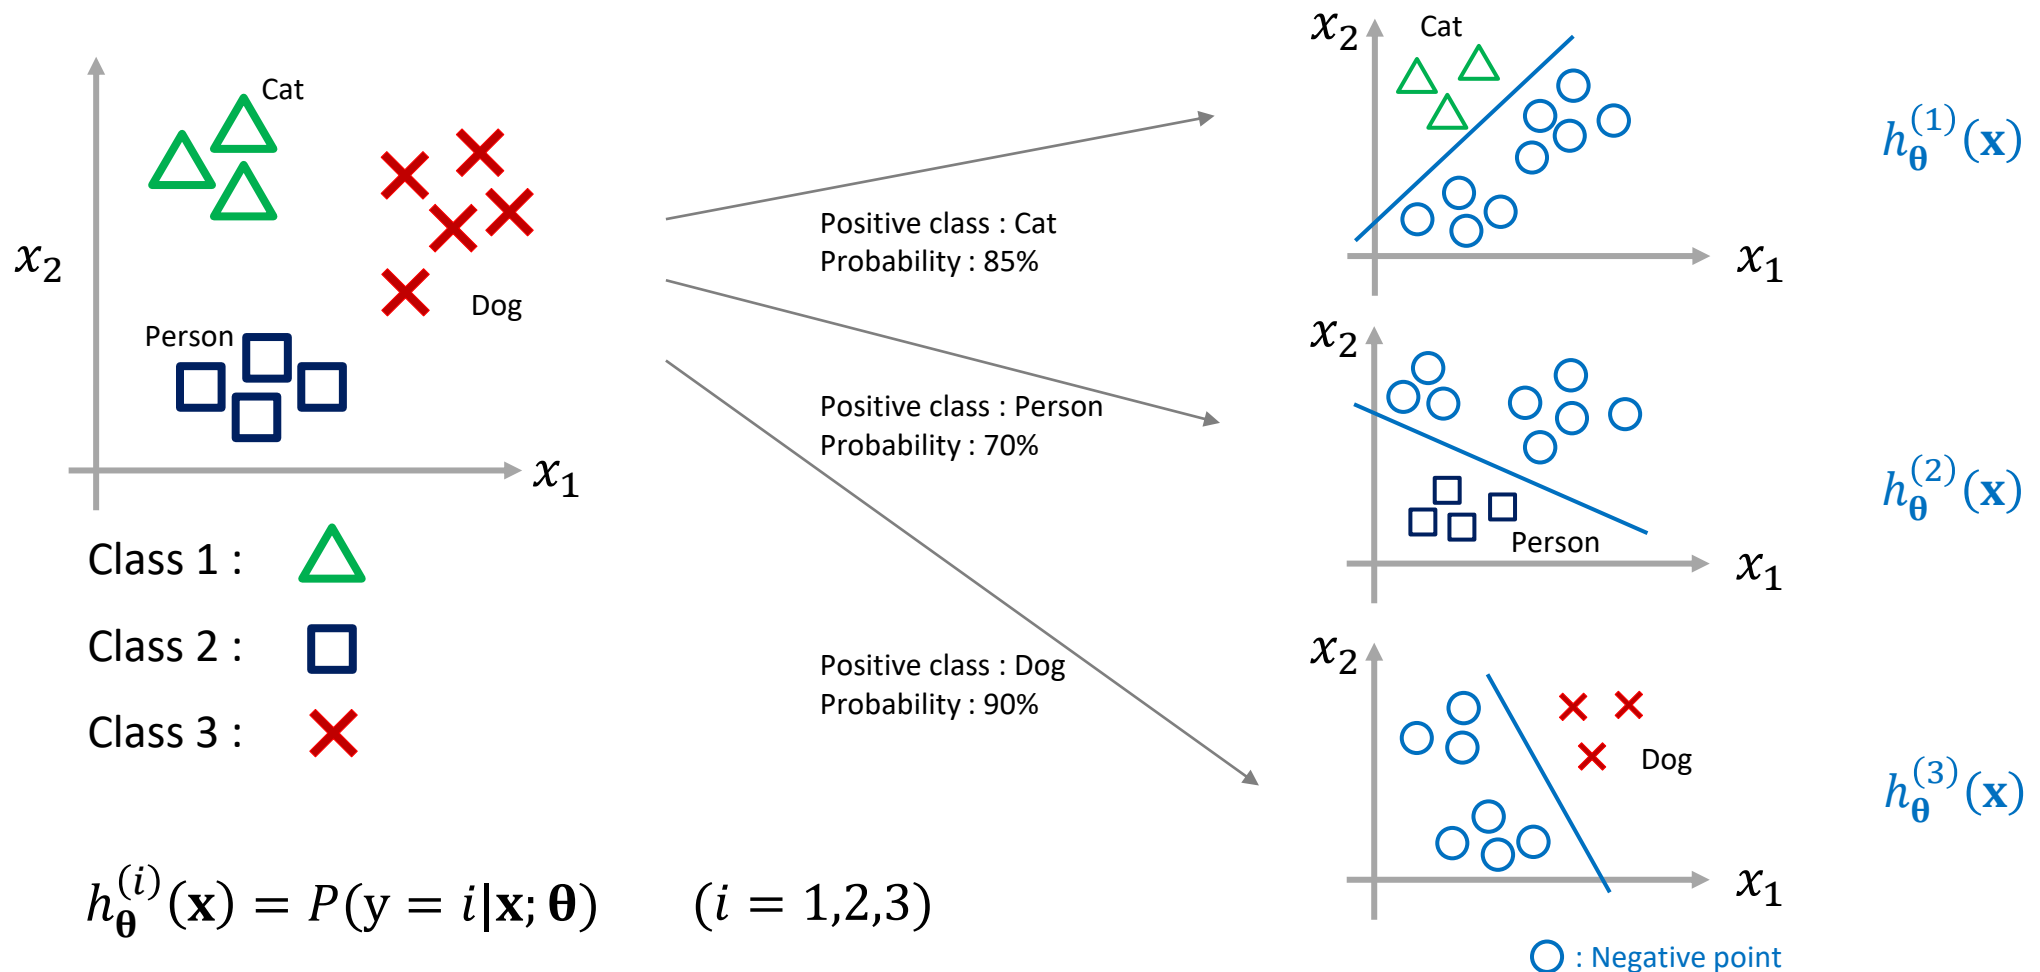 x₂
Cat
Dog
Person
x₁
Class 1 :
Class 2 :
Class 3 :
h_θ^(i)(x) = P(y = i|x; θ) (i = 1,2,3)
Positive class : Cat
Probability : 85%
Positive class : Person
Probability : 70%
Positive class : Dog
Probability : 90%
x₂
Cat
x₁
h_θ^(1)(x)
x₂
Person
x₁
h_θ^(2)(x)
x₂
Dog
x₁
h_θ^(3)(x)
: Negative point